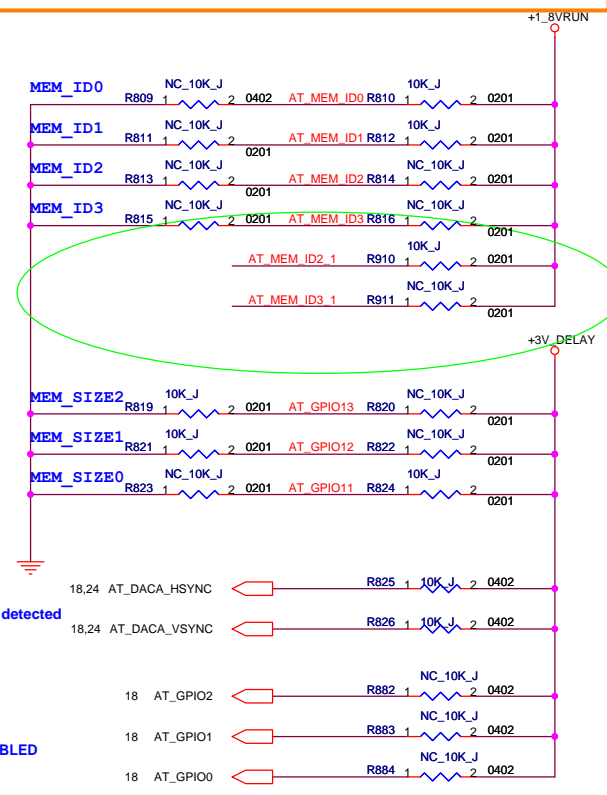 +1_8VRUN
MEM_ID0 R809 1 NC_10K_J 2 0402 AT_MEM_ID0 R810 1 10K_J 2 0201
MEM_ID1 R811 1 NC_10K_J 2 0201 AT_MEM_ID1 R812 1 10K_J 2 0201
MEM_ID2 R813 1 NC_10K_J 2 0201 AT_MEM_ID2 R814 1 NC_10K_J 2 0201
MEM_ID3 R815 1 NC_10K_J 2 0201 AT_MEM_ID3 R816 1 NC_10K_J 2 0201
AT_MEM_ID2_1 R910 1 10K_J 2 0201
AT_MEM_ID3_1 R911 1 NC_10K_J 2 0201
+3V_DELAY
MEM_SIZE2 R819 1 10K_J 2 0201 AT_GPIO13 R820 1 NC_10K_J 2 0201
MEM_SIZE1 R821 1 10K_J 2 0201 AT_GPIO12 R822 1 NC_10K_J 2 0201
MEM_SIZE0 R823 1 NC_10K_J 2 0201 AT_GPIO11 R824 1 10K_J 2 0201
18,24 AT_DACA_HSYNC R825 1 10K_J 2 0402
detected
18,24 AT_DACA_VSYNC R826 1 10K_J 2 0402
18 AT_GPIO2 R882 1 NC_10K_J 2 0402
18 AT_GPIO1 R883 1 NC_10K_J 2 0402
BLED
18 AT_GPIO0 R884 1 NC_10K_J 2 0402